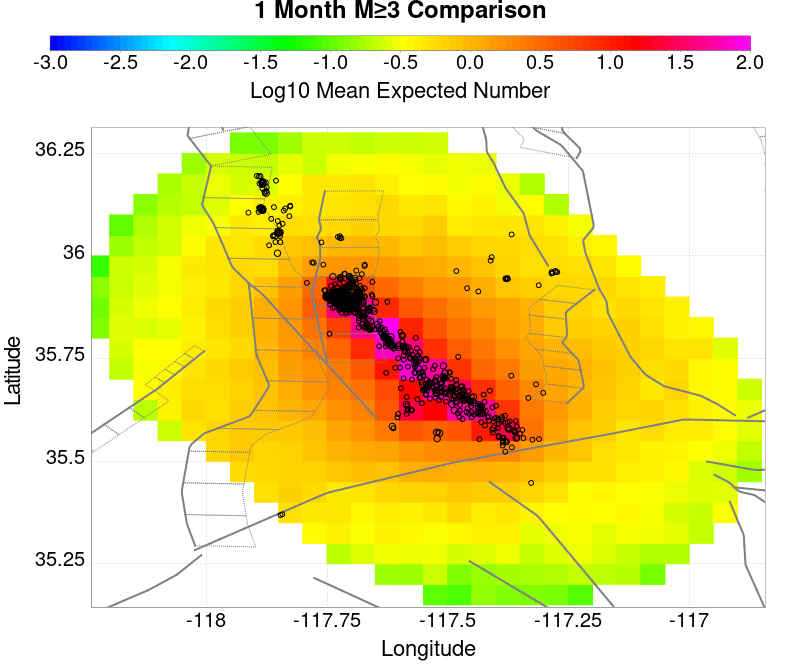 1 Month M≥3 Comparison
-3.0 -2.5 -2.0 -1.5 -1.0 -0.5 0.0 0.5 1.0 1.5 2.0
Log10 Mean Expected Number
36.25
36
35.75
35.5
35.25
Latitude
-118 -117.75 -117.5 -117.25 -117
Longitude